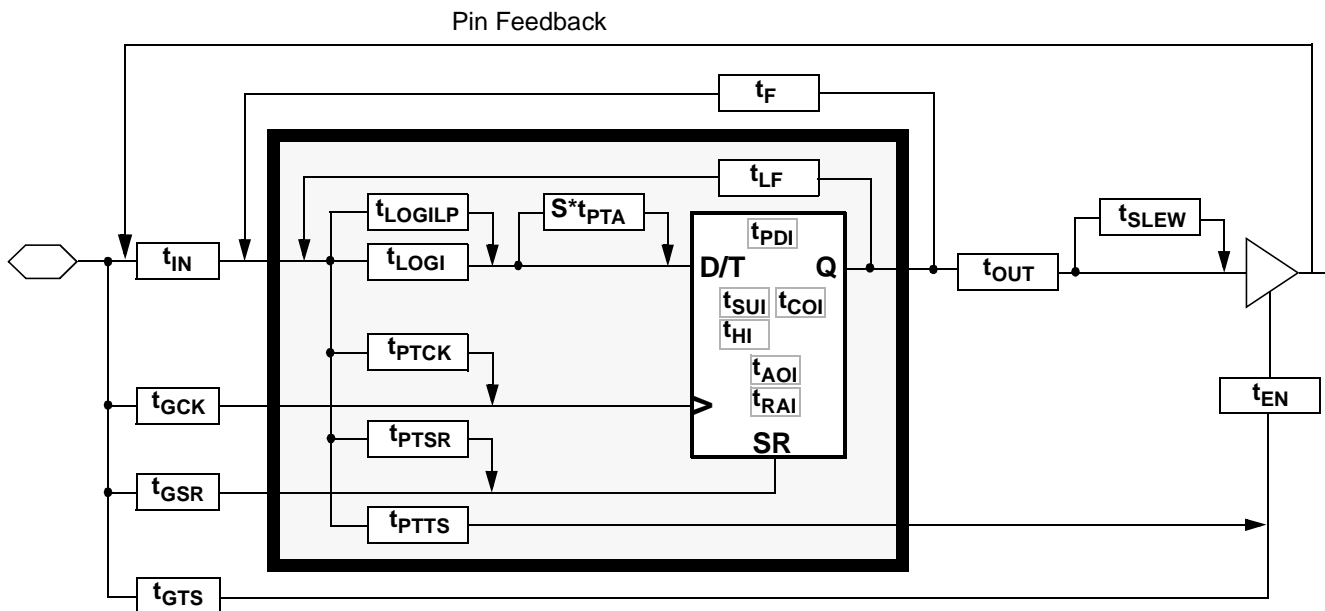 Pin Feedback
tF
tLF
tLOGILP
S*tPTA
tSLEW
tPDI
tIN
tLOGI
D/T
Q
tOUT
tSUI
tCOI
tHI
tPTCK
tAOI
tEN
tGCK
tRAI
>
tPTSR
SR
tGSR
tPTTS
tGTS